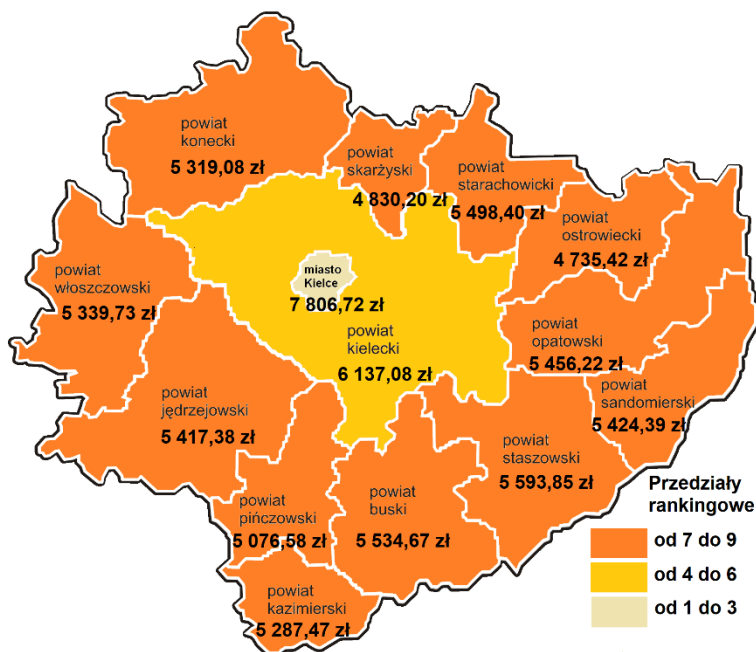 powiat
konecki
5 319,08 zł
powiat
skarżyski
4 830,20 zł
powiat
starachowicki
5 498,40 zł
powiat
ostrowiecki
4 735,42 zł
powiat
włoszczowski
5 339,73 zł
miasto
Kielce
7 806,72 zł
powiat
kielecki
6 137,08 zł
powiat
opatowski
5 456,22 zł
powiat
sandomierski
5 424,39 zł
powiat
jędrzejowski
5 417,38 zł
powiat
staszowski
5 593,85 zł
powiat
pińczowski
5 076,58 zł
powiat
buski
5 534,67 zł
powiat
kazimierski
5 287,47 zł
Przedziały
rankingowe
od 7 do 9
od 4 do 6
od 1 do 3